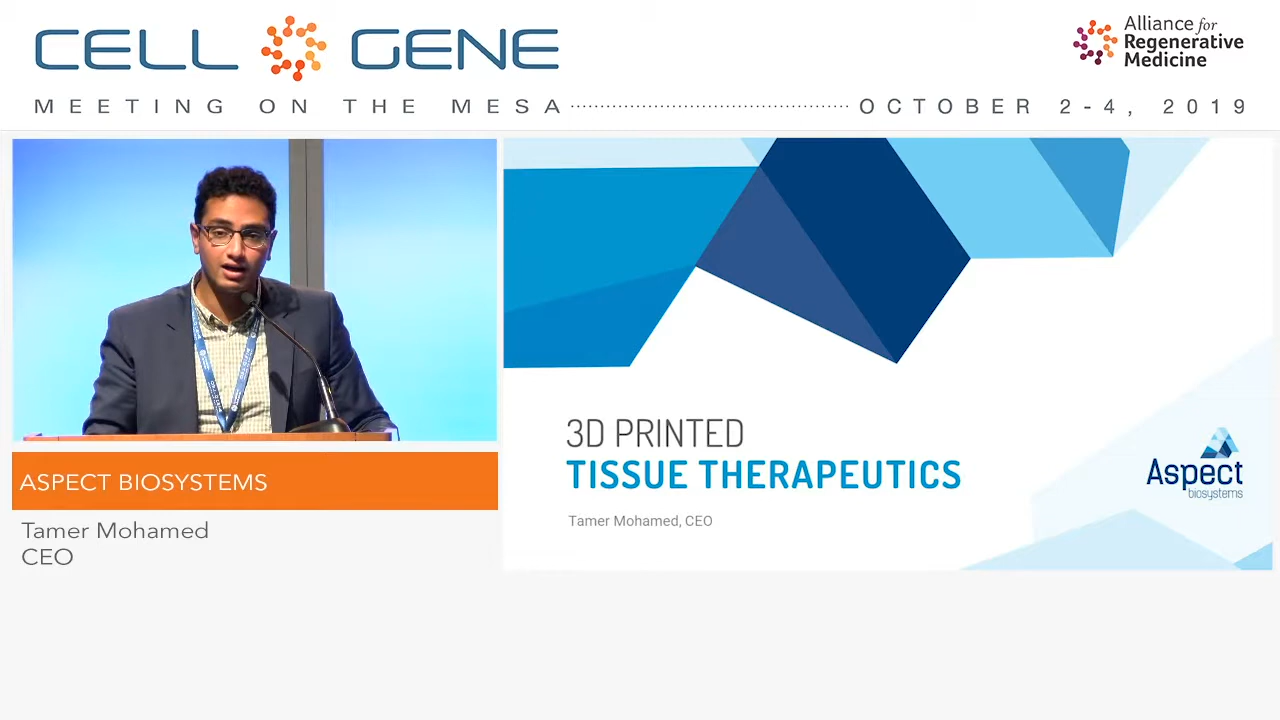 CELL GENE
Alliance for
Regenerative
Medicine
MEETING ON THE MESA
OCTOBER 2-4, 2019
ASPECT BIOSYSTEMS
Tamer Mohamed
CEO
3D PRINTED
TISSUE THERAPEUTICS
Tamer Mohamed, CEO
Aspect
biosystems